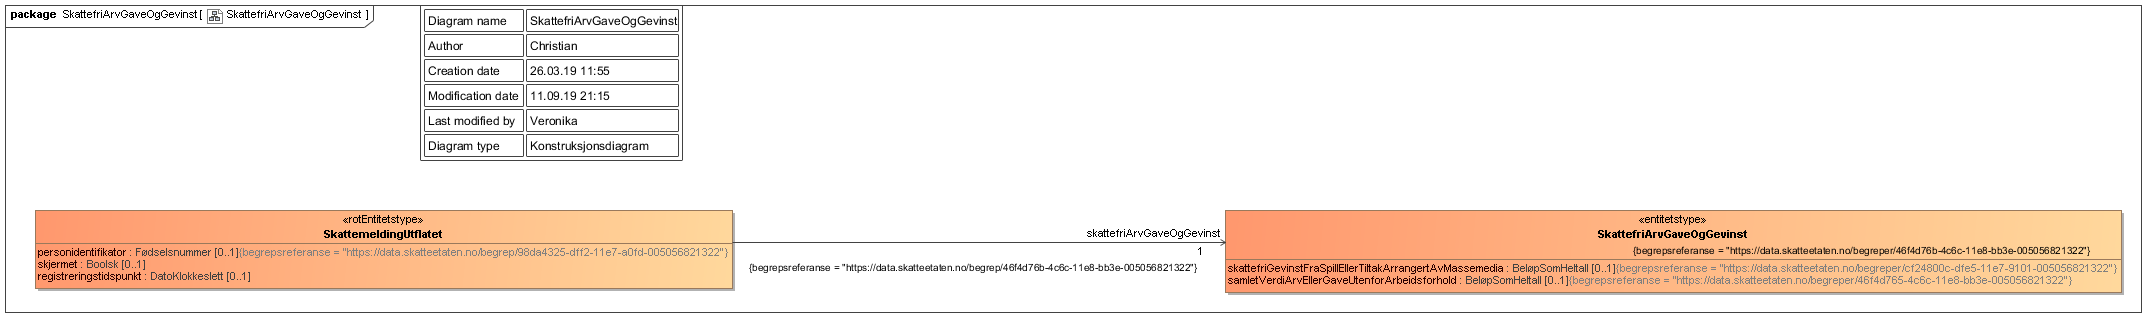 package SkattefriArvGaveOgGevinst [ SkattefriArvGaveOgGevinst ]
Diagram name SkattefriArvGaveOgGevinst
Author Christian
Creation date 26.03.19 11:55
Modification date 11.09.19 21:15
Last modified by Veronika
Diagram type Konstruksjonsdiagram
«rotEntitetstype»
SkattemeldingUtflatet
personidentifikator : Fødselsnummer [0..1]{begrepsreferanse = "https://data.skatteetaten.no/begrep/98da4325-dff2-11e7-a0fd-005056821322"}
skjermet : Boolsk [0..1]
registreringstidspunkt : DatoKlokkeslett [0..1]
skattefriArvGaveOgGevinst
1
{begrepsreferanse = "https://data.skatteetaten.no/begrep/46f4d76b-4c6c-11e8-bb3e-005056821322"}
«entitetstype»
SkattefriArvGaveOgGevinst
{begrepsreferanse = "https://data.skatteetaten.no/begreper/46f4d76b-4c6c-11e8-bb3e-005056821322"}
skattefriGevinstFraSpillEllerTiltakArrangertAvMassemedia : BeløpSomHeltall [0..1]{begrepsreferanse = "https://data.skatteetaten.no/begreper/cf24800c-dfe5-11e7-9101-005056821322"}
samletVerdiArvEllerGaveUtenforArbeidsforhold : BeløpSomHeltall [0..1]{begrepsreferanse = "https://data.skatteetaten.no/begreper/46f4d765-4c6c-11e8-bb3e-005056821322"}